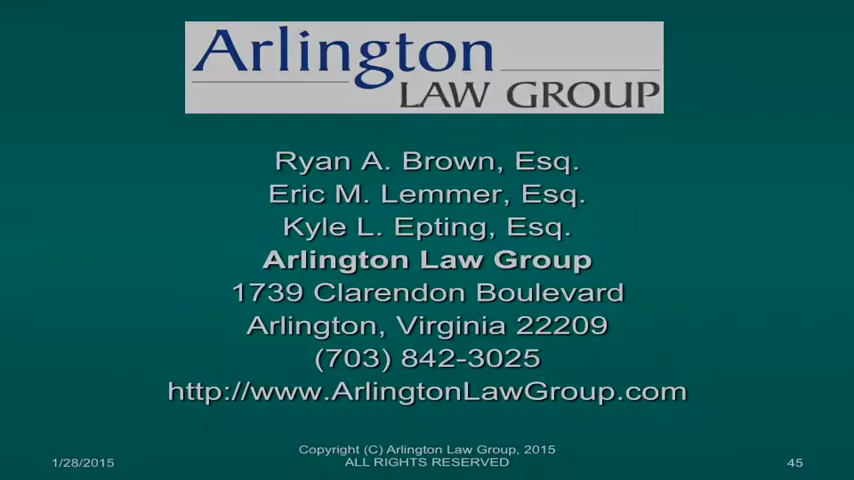 Arlington
LAW GROUP
Ryan A. Brown, Esq.
Eric M. Lemmer, Esq.
Kyle L. Epting, Esq.
Arlington Law Group
1739 Clarendon Boulevard
Arlington, Virginia 22209
(703) 842-3025
http://www.ArlingtonLawGroup.com
Copyright (C) Arlington Law Group, 2015
1/28/2015 ALL RIGHTS RESERVED 45